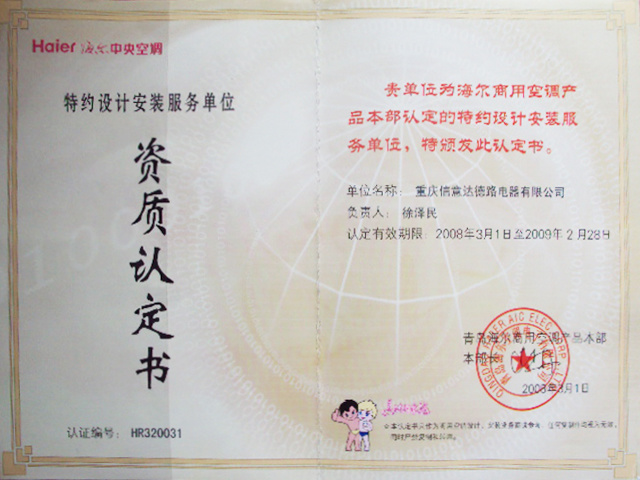 Haier 海尔中央空调
特约设计安装服务单位
资质认定书
认证编号： HR320031
贵单位为海尔商用空调产
品本部认定的特约设计安装服
务单位，特颁发此认定书。
单位名称： 重庆信意达德路电器有限公司
负责人： 徐泽民
认定有效期限：2008年3月1日至2009年2月28日
青岛海尔商用空调产品本部
本部长
2008年3月1日